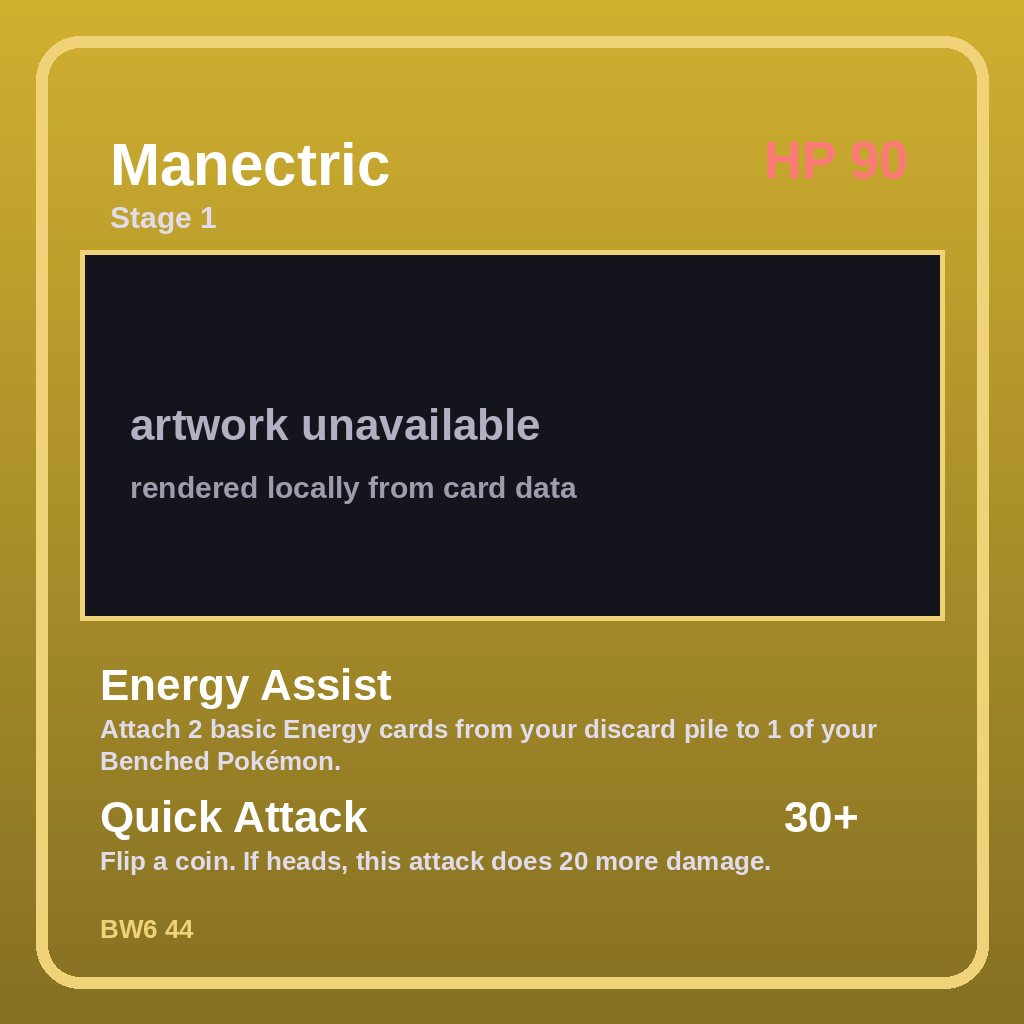 Manectric
HP 90
Stage 1
artwork unavailable
rendered locally from card data
Energy Assist
Attach 2 basic Energy cards from your discard pile to 1 of your
Benched Pokémon.
Quick Attack
30+
Flip a coin. If heads, this attack does 20 more damage.
BW6 44